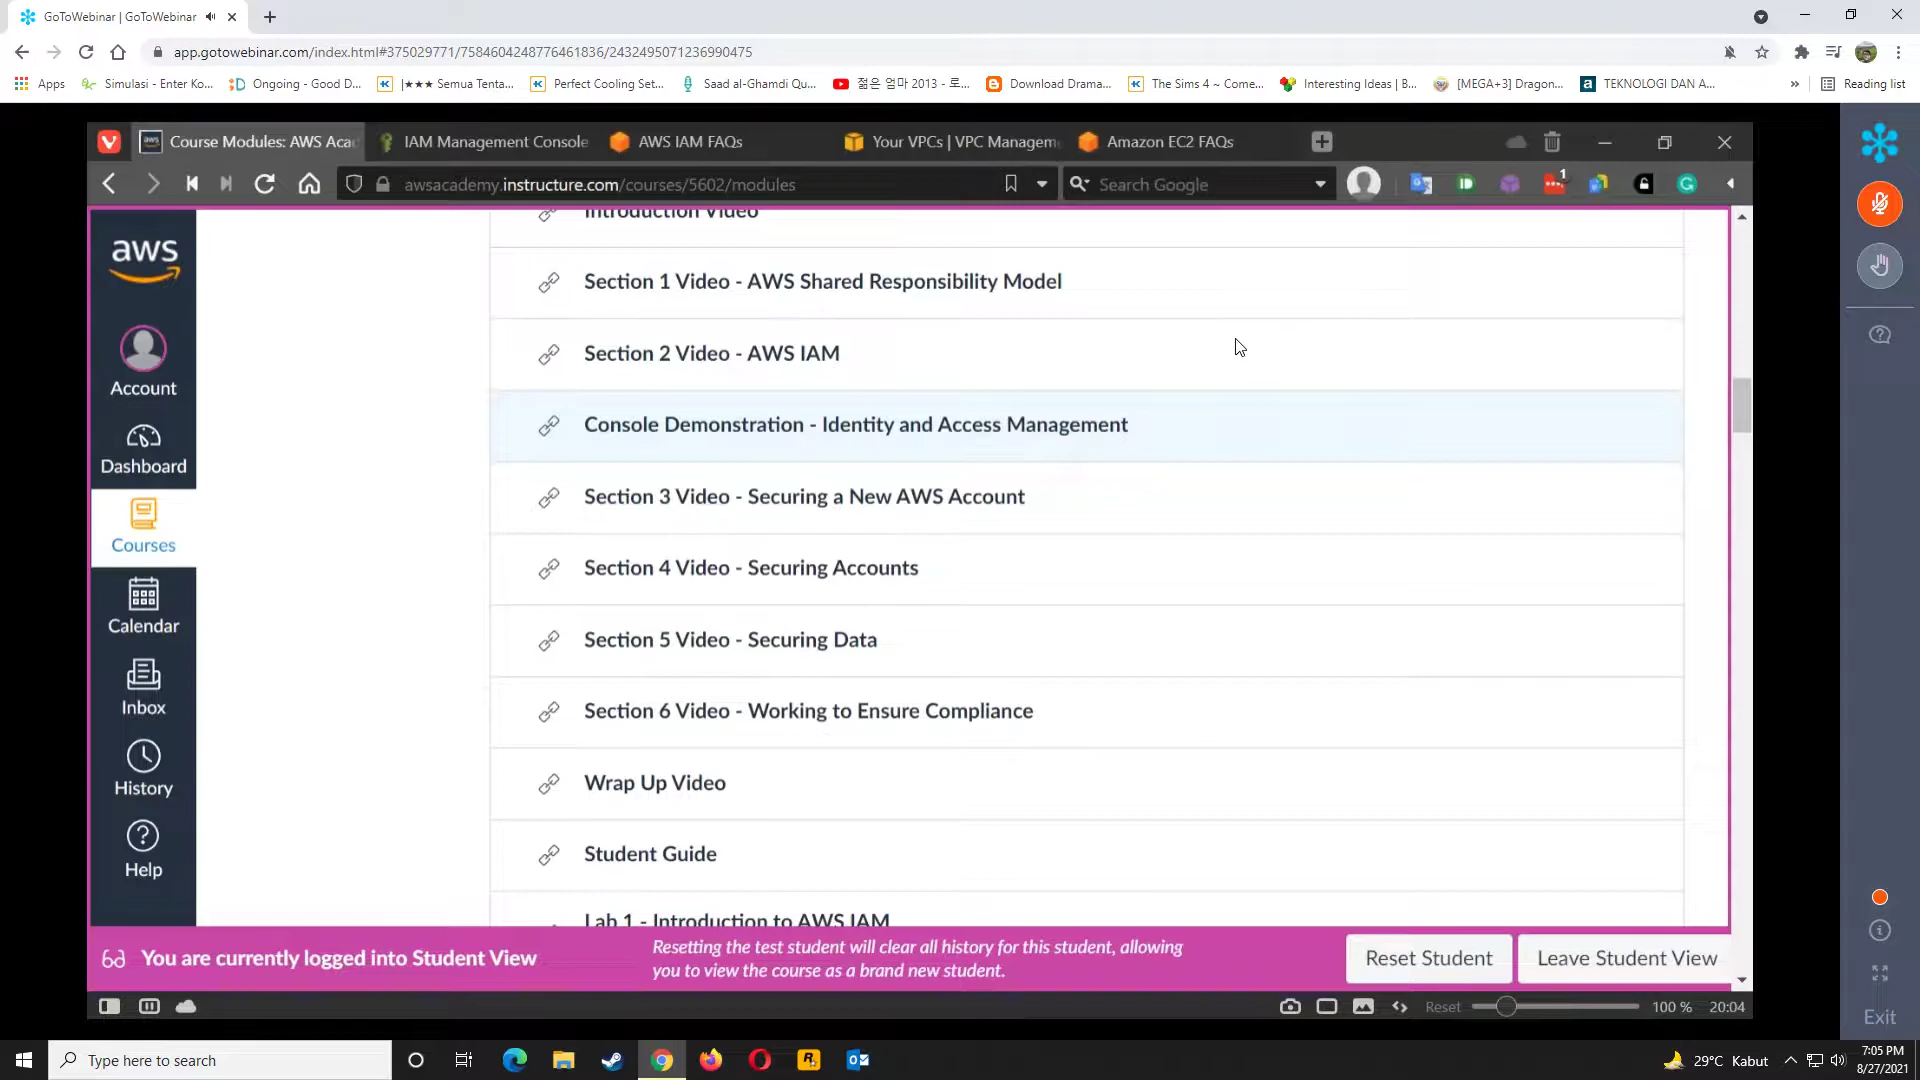 GoToWebinar | GoToWebinar
app.gotowebinar.com/index.html#375029771/7584604248776461836/2432495071236990475
Apps
Simulasi - Enter Ko...
Ongoing - Good D...
|★★★ Semua Tenta...
Perfect Cooling Set...
Saad al-Ghamdi Qu...
젊은 엄마 2013 - 로...
Download Drama...
The Sims 4 ~ Come...
Interesting Ideas | B...
[MEGA+3] Dragon...
TEKNOLOGI DAN A...
»
Reading list
Course Modules: AWS Aca
IAM Management Console
AWS IAM FAQs
Your VPCs | VPC Managem
Amazon EC2 FAQs
awsacademy.instructure.com/courses/5602/modules
Search Google
1
aws
Account
Dashboard
Courses
Calendar
Inbox
History
Help
Introduction Video
Section 1 Video - AWS Shared Responsibility Model
Section 2 Video - AWS IAM
Console Demonstration - Identity and Access Management
Section 3 Video - Securing a New AWS Account
Section 4 Video - Securing Accounts
Section 5 Video - Securing Data
Section 6 Video - Working to Ensure Compliance
Wrap Up Video
Student Guide
Lab 1 - Introduction to AWS IAM
You are currently logged into Student View
Resetting the test student will clear all history for this student, allowing
you to view the course as a brand new student.
Reset Student
Leave Student View
Reset
100 %
20:04
Exit
Type here to search
29°C Kabut
7:05 PM
8/27/2021